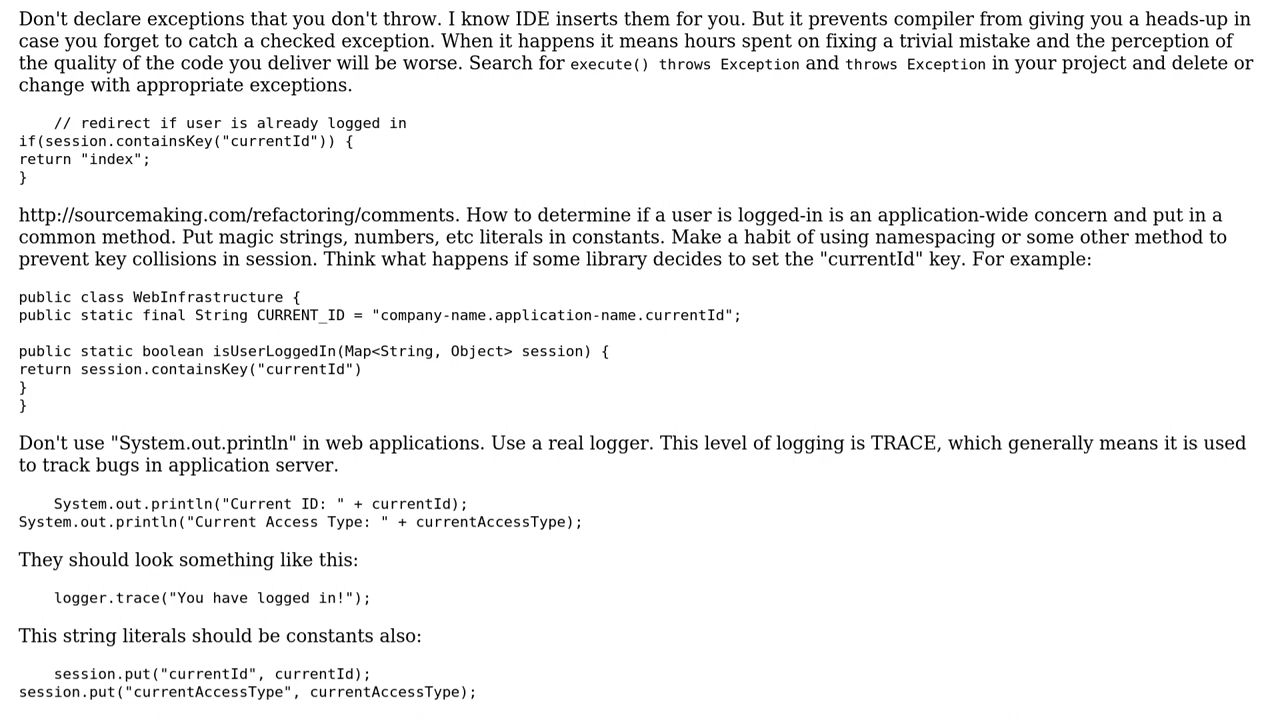 Don't declare exceptions that you don't throw. I know IDE inserts them for you. But it prevents compiler from giving you a heads-up in
case you forget to catch a checked exception. When it happens it means hours spent on fixing a trivial mistake and the perception of
the quality of the code you deliver will be worse. Search for execute() throws Exception and throws Exception in your project and delete or
change with appropriate exceptions.
    // redirect if user is already logged in
if(session.containsKey("currentId")) {
return "index";
}
http://sourcemaking.com/refactoring/comments. How to determine if a user is logged-in is an application-wide concern and put in a
common method. Put magic strings, numbers, etc literals in constants. Make a habit of using namespacing or some other method to
prevent key collisions in session. Think what happens if some library decides to set the "currentId" key. For example:
public class WebInfrastructure {
public static final String CURRENT_ID = "company-name.application-name.currentId";
public static boolean isUserLoggedIn(Map<String, Object> session) {
return session.containsKey("currentId")
}
}
Don't use "System.out.println" in web applications. Use a real logger. This level of logging is TRACE, which generally means it is used
to track bugs in application server.
    System.out.println("Current ID: " + currentId);
System.out.println("Current Access Type: " + currentAccessType);
They should look something like this:
    logger.trace("You have logged in!");
This string literals should be constants also:
    session.put("currentId", currentId);
session.put("currentAccessType", currentAccessType);